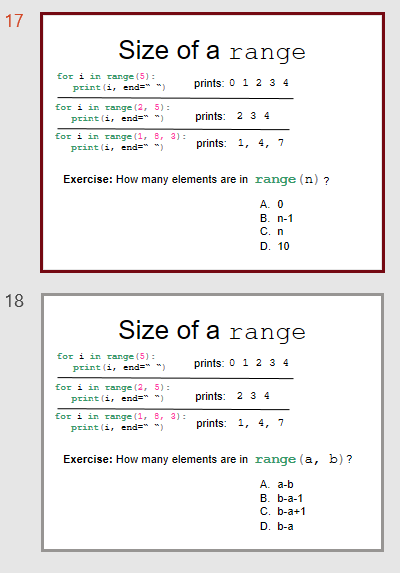 17
Size of a range
for i in range(5):
print(i, end=“ “)
prints: 0 1 2 3 4
for i in range(2, 5):
print(i, end=“ “)
prints: 2 3 4
for i in range(1, 8, 3):
print(i, end=“ “)
prints: 1, 4, 7
Exercise: How many elements are in range(n) ?
A. 0
B. n-1
C. n
D. 10
18
Size of a range
for i in range(5):
print(i, end=“ “)
prints: 0 1 2 3 4
for i in range(2, 5):
print(i, end=“ “)
prints: 2 3 4
for i in range(1, 8, 3):
print(i, end=“ “)
prints: 1, 4, 7
Exercise: How many elements are in range(a, b)?
A. a-b
B. b-a-1
C. b-a+1
D. b-a